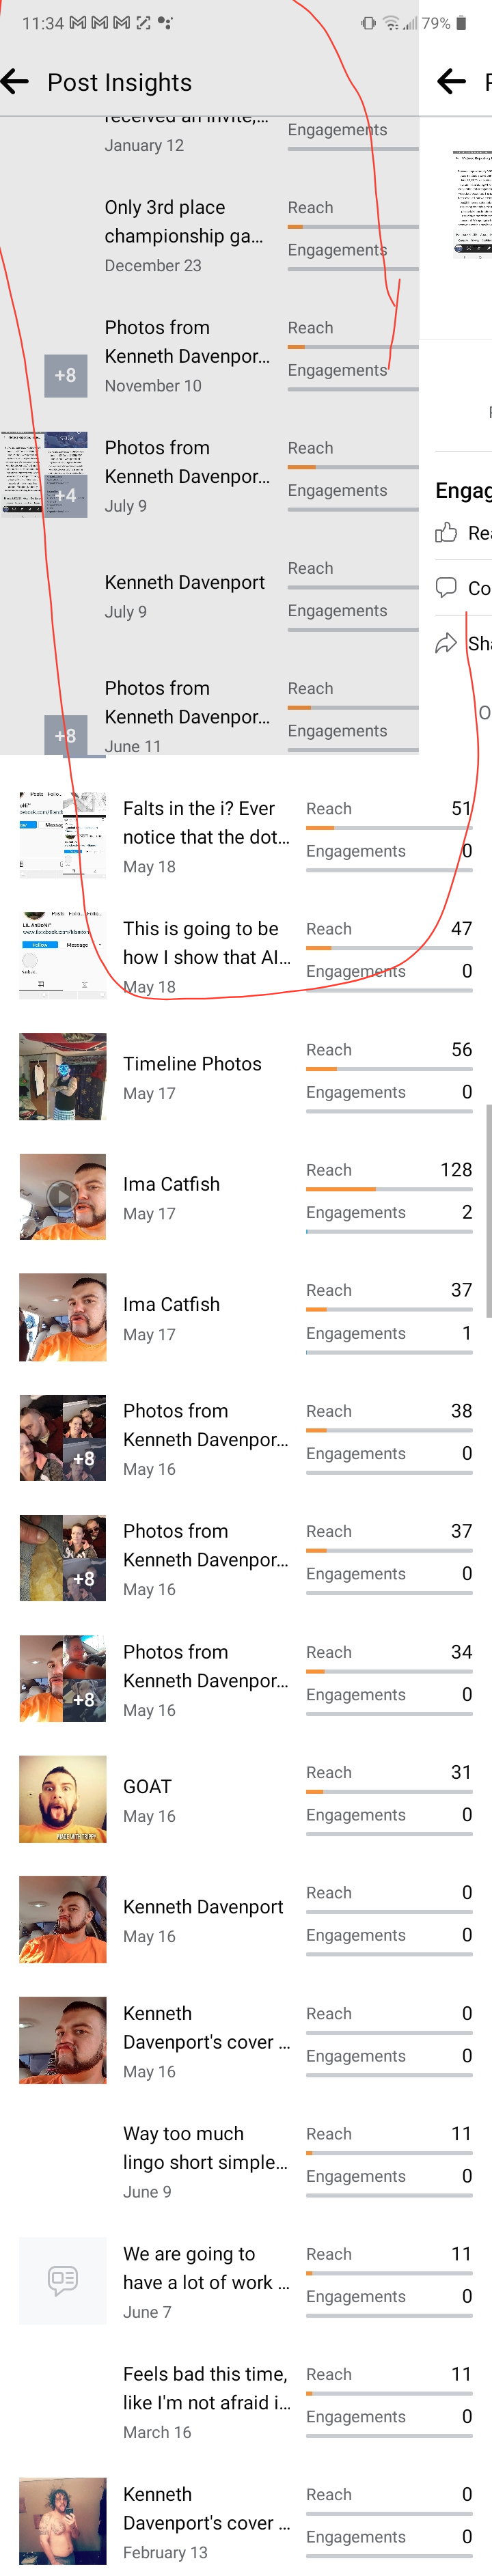 11:34
79%
Post Insights
received an invite,...
January 12
Engagements
Only 3rd place
championship ga...
December 23
Reach
Engagements
Photos from
Kenneth Davenpor...
November 10
+8
Reach
Engagements
Photos from
Kenneth Davenpor...
July 9
+4
Reach
Engagements
Engag
Rea
Kenneth Davenport
July 9
Reach
Engagements
Co
Sha
Photos from
Kenneth Davenpor...
June 11
+8
Reach
Engagements
Falts in the i? Ever
notice that the dot...
May 18
Reach 51
Engagements 0
This is going to be
how I show that AI...
May 18
Follow
Message
Reach 47
Engagements 0
Timeline Photos
May 17
Reach 56
Engagements 0
Ima Catfish
May 17
Reach 128
Engagements 2
Ima Catfish
May 17
Reach 37
Engagements 1
Photos from
Kenneth Davenpor...
May 16
+8
Reach 38
Engagements 0
Photos from
Kenneth Davenpor...
May 16
+8
Reach 37
Engagements 0
Photos from
Kenneth Davenpor...
May 16
+8
Reach 34
Engagements 0
GOAT
May 16
Reach 31
Engagements 0
Kenneth Davenport
May 16
Reach 0
Engagements 0
Kenneth
Davenport's cover ...
May 16
Reach 0
Engagements 0
Way too much
lingo short simple...
June 9
Reach 11
Engagements 0
We are going to
have a lot of work ...
June 7
Reach 11
Engagements 0
Feels bad this time,
like I'm not afraid i...
March 16
Reach 11
Engagements 0
Kenneth
Davenport's cover ...
February 13
Reach 0
Engagements 0